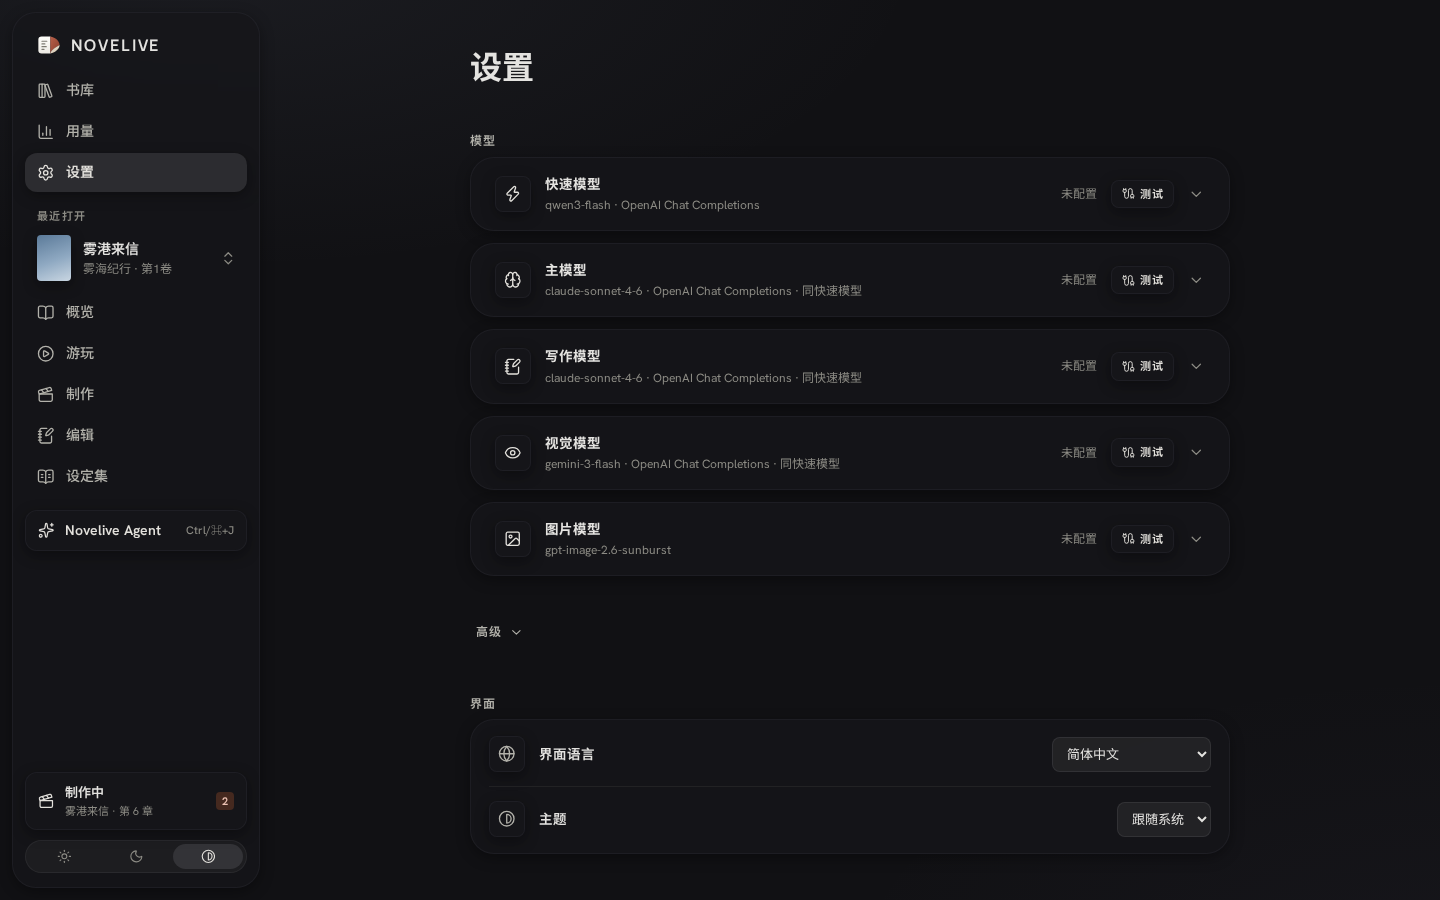 NOVELIVE
书库
用量
设置
最近打开
雾港来信
雾海纪行 · 第1卷
概览
游玩
制作
编辑
设定集
Novelive Agent Ctrl/⌘+J
制作中
雾港来信 · 第 6 章
2
设置
模型
快速模型
qwen3-flash · OpenAI Chat Completions
未配置 测试
主模型
claude-sonnet-4-6 · OpenAI Chat Completions · 同快速模型
未配置 测试
写作模型
claude-sonnet-4-6 · OpenAI Chat Completions · 同快速模型
未配置 测试
视觉模型
gemini-3-flash · OpenAI Chat Completions · 同快速模型
未配置 测试
图片模型
gpt-image-2.6-sunburst
未配置 测试
高级
界面
界面语言 简体中文
主题 跟随系统